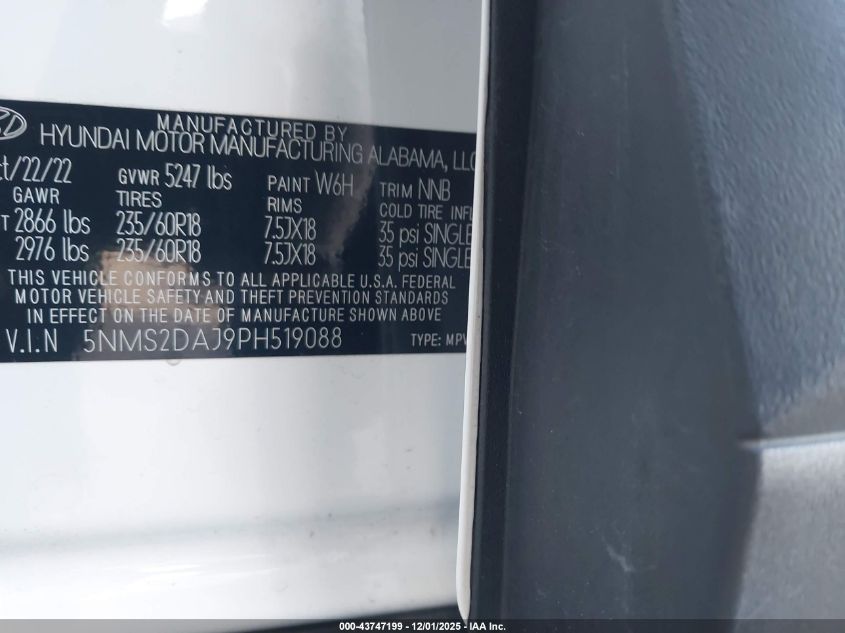 MANUFACTURED BY
HYUNDAI MOTOR MANUFACTURING ALABAMA, LLC
/22/22 GVWR 5247 lbs PAINT W6H TRIM NNB
GAWR TIRES RIMS COLD TIRE INFL
T 2866 lbs 235/60R18 7.5JX18 35 psi SINGLE
2976 lbs 235/60R18 7.5JX18 35 psi SINGLE
THIS VEHICLE CONFORMS TO ALL APPLICABLE U.S.A. FEDERAL
MOTOR VEHICLE SAFETY AND THEFT PREVENTION STANDARDS
IN EFFECT ON THE DATE OF MANUFACTURE SHOWN ABOVE.
V.I.N 5NMS2DAJ9PH519088 TYPE: MPV
000-43747199 - 12/01/2025 - IAA Inc.